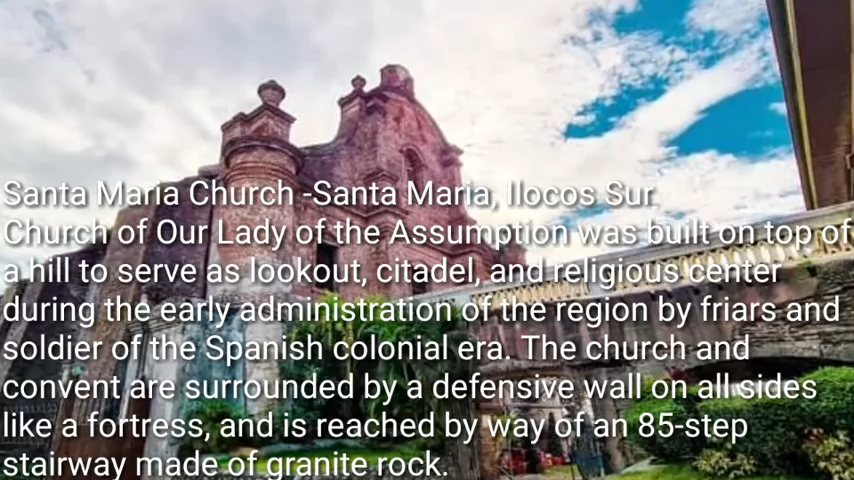 Santa Maria Church -Santa Maria, Ilocos Sur.
Church of Our Lady of the Assumption was built on top of
a hill to serve as lookout, citadel, and religious center
during the early administration of the region by friars and
soldier of the Spanish colonial era. The church and
convent are surrounded by a defensive wall on all sides
like a fortress, and is reached by way of an 85-step
stairway made of granite rock.